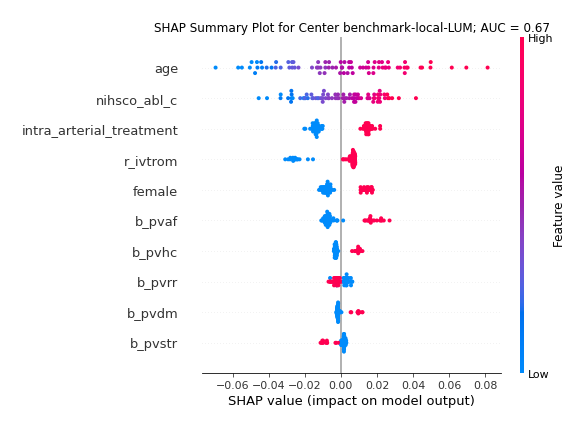 SHAP Summary Plot for Center benchmark-local-LUM; AUC = 0.67
High
age
nihsco_abl_c
intra_arterial_treatment
r_ivtrom
female
b_pvaf
b_pvhc
b_pvrr
b_pvdm
b_pvstr
Feature value
Low
−0.06 −0.04 −0.02 0.00 0.02 0.04 0.06 0.08
SHAP value (impact on model output)